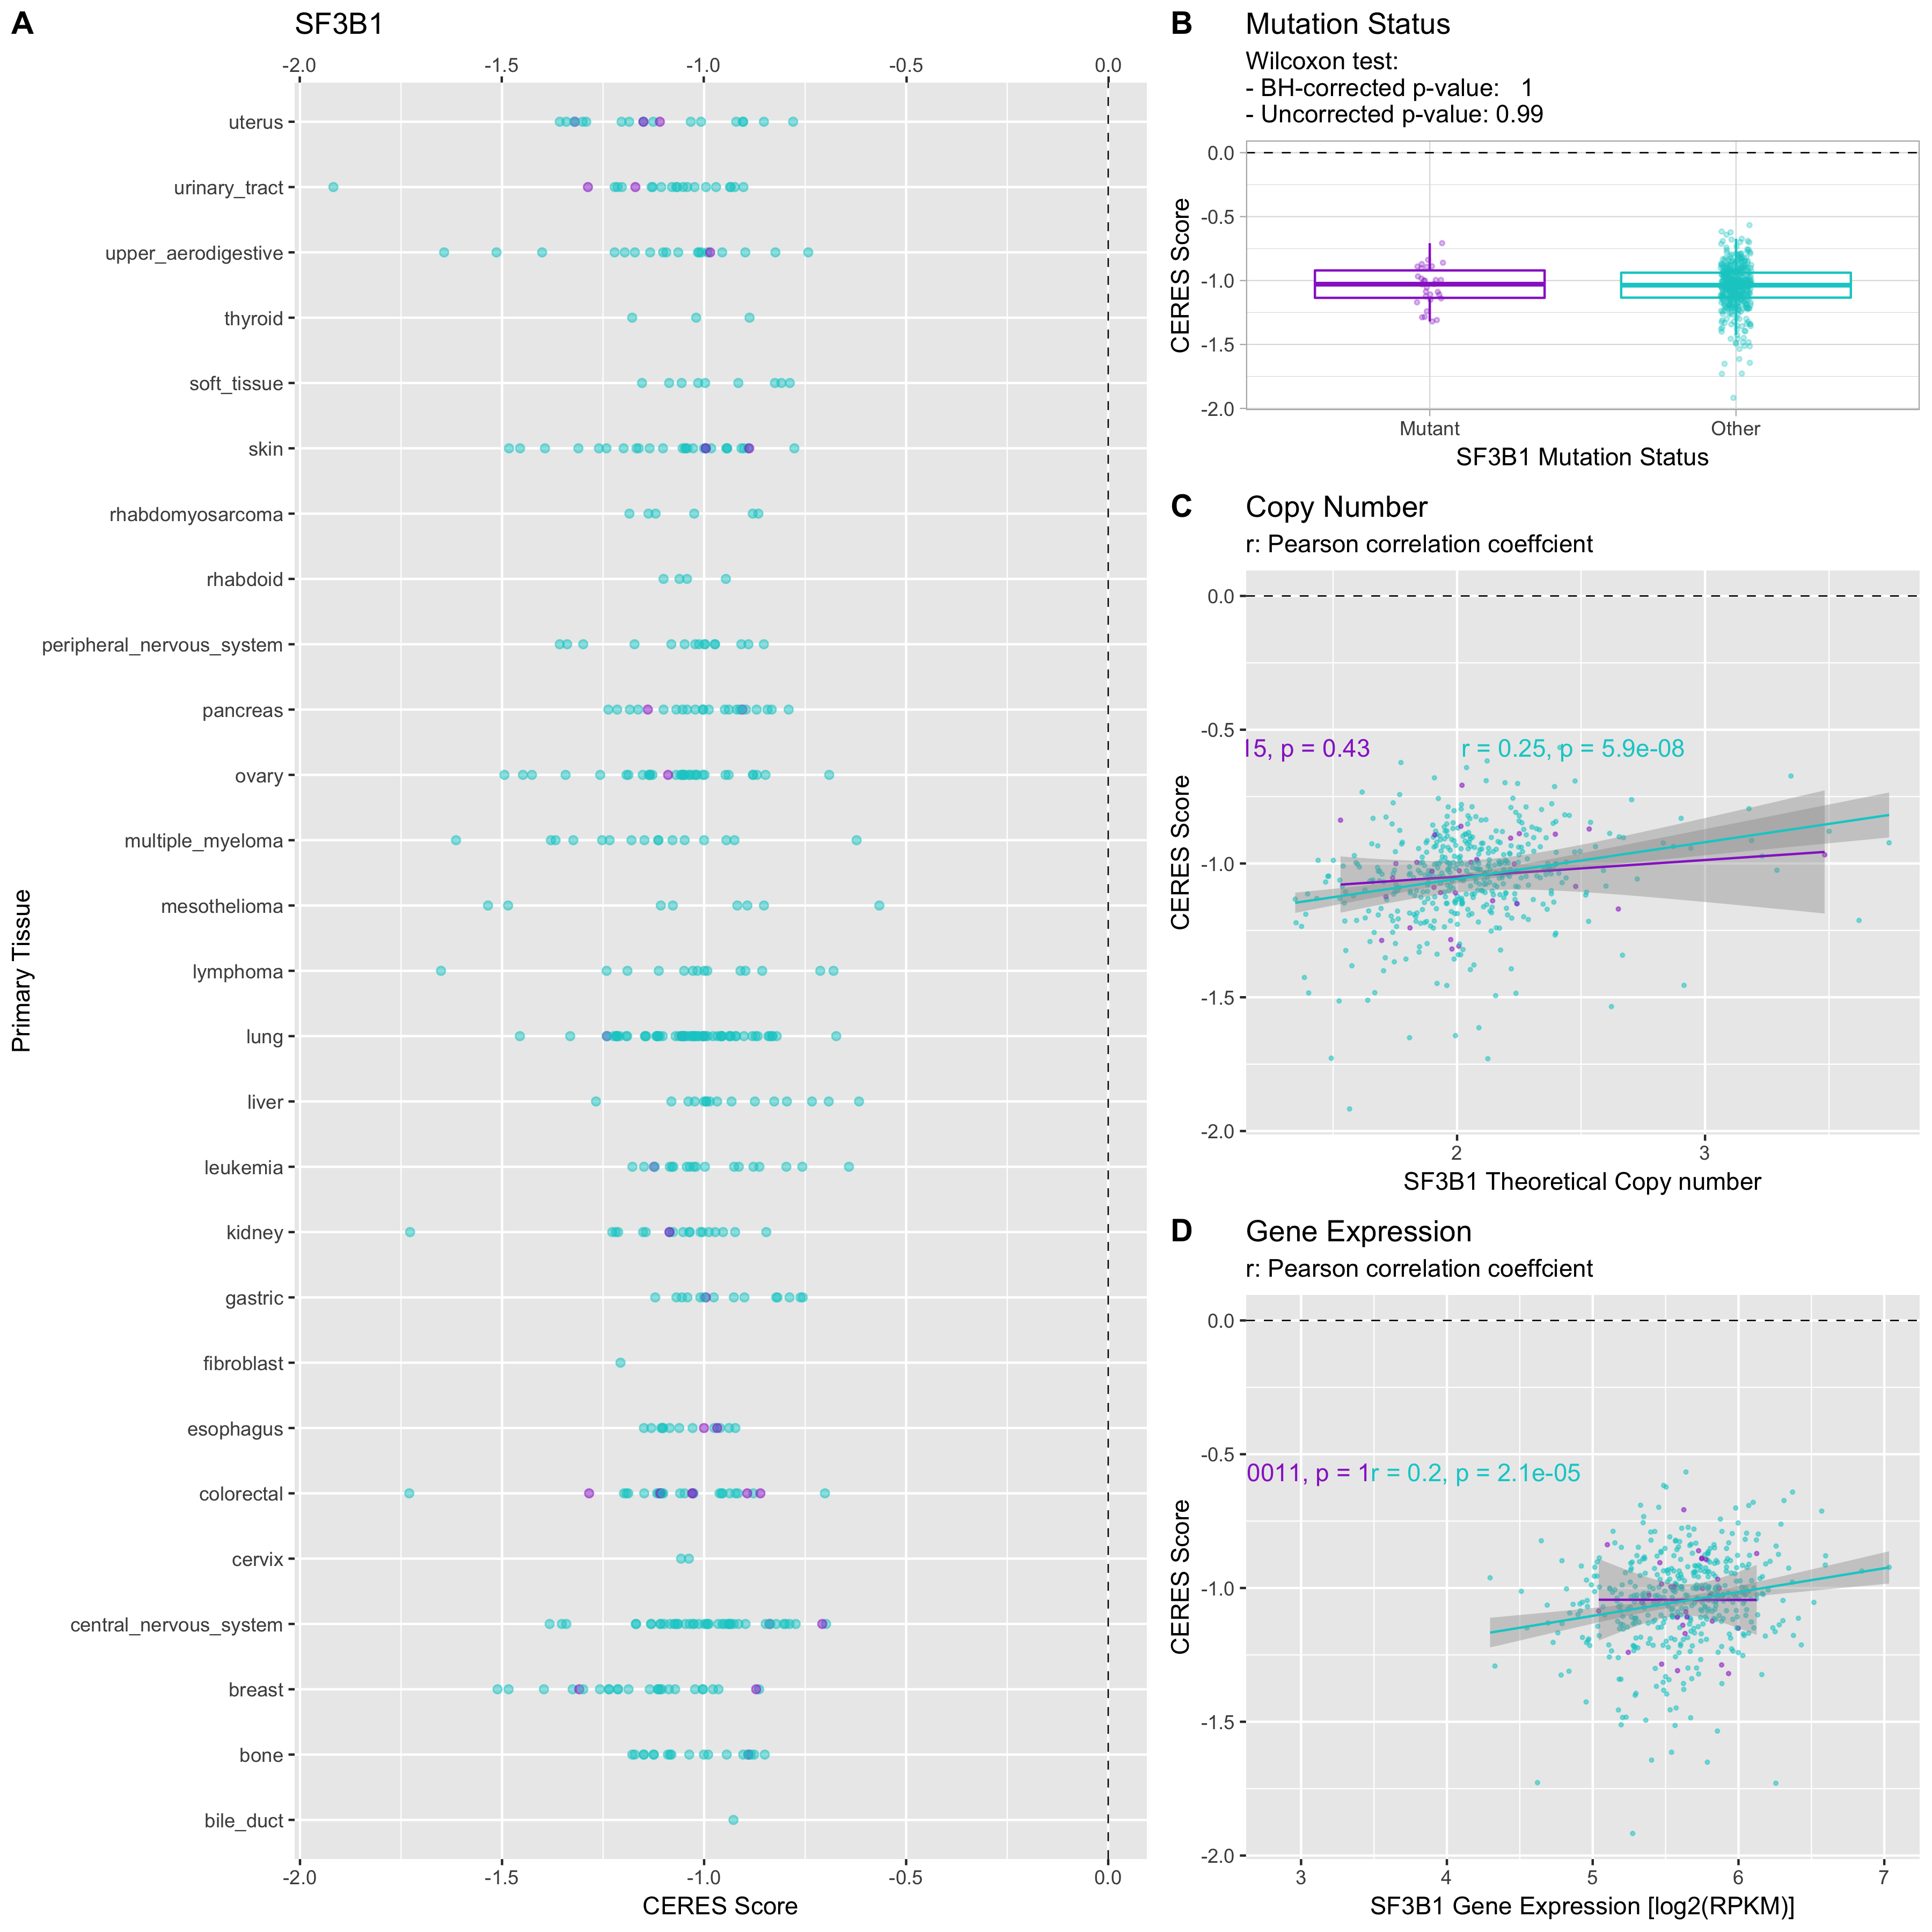 A
SF3B1
-2.0 -1.5 -1.0 -0.5 0.0
Primary Tissue
uterus
urinary_tract
upper_aerodigestive
thyroid
soft_tissue
skin
rhabdomyosarcoma
rhabdoid
peripheral_nervous_system
pancreas
ovary
multiple_myeloma
mesothelioma
lymphoma
lung
liver
leukemia
kidney
gastric
fibroblast
esophagus
colorectal
cervix
central_nervous_system
breast
bone
bile_duct
-2.0 -1.5 -1.0 -0.5 0.0
CERES Score
B
Mutation Status
Wilcoxon test:
- BH-corrected p-value: 1
- Uncorrected p-value: 0.99
CERES Score
0.0
-0.5
-1.0
-1.5
-2.0
Mutant Other
SF3B1 Mutation Status
C
Copy Number
r: Pearson correlation coeffcient
CERES Score
0.0
-0.5
-1.0
-1.5
-2.0
15, p = 0.43 r = 0.25, p = 5.9e-08
2 3
SF3B1 Theoretical Copy number
D
Gene Expression
r: Pearson correlation coeffcient
CERES Score
0.0
-0.5
-1.0
-1.5
-2.0
0011, p = 1 r = 0.2, p = 2.1e-05
3 4 5 6 7
SF3B1 Gene Expression [log2(RPKM)]